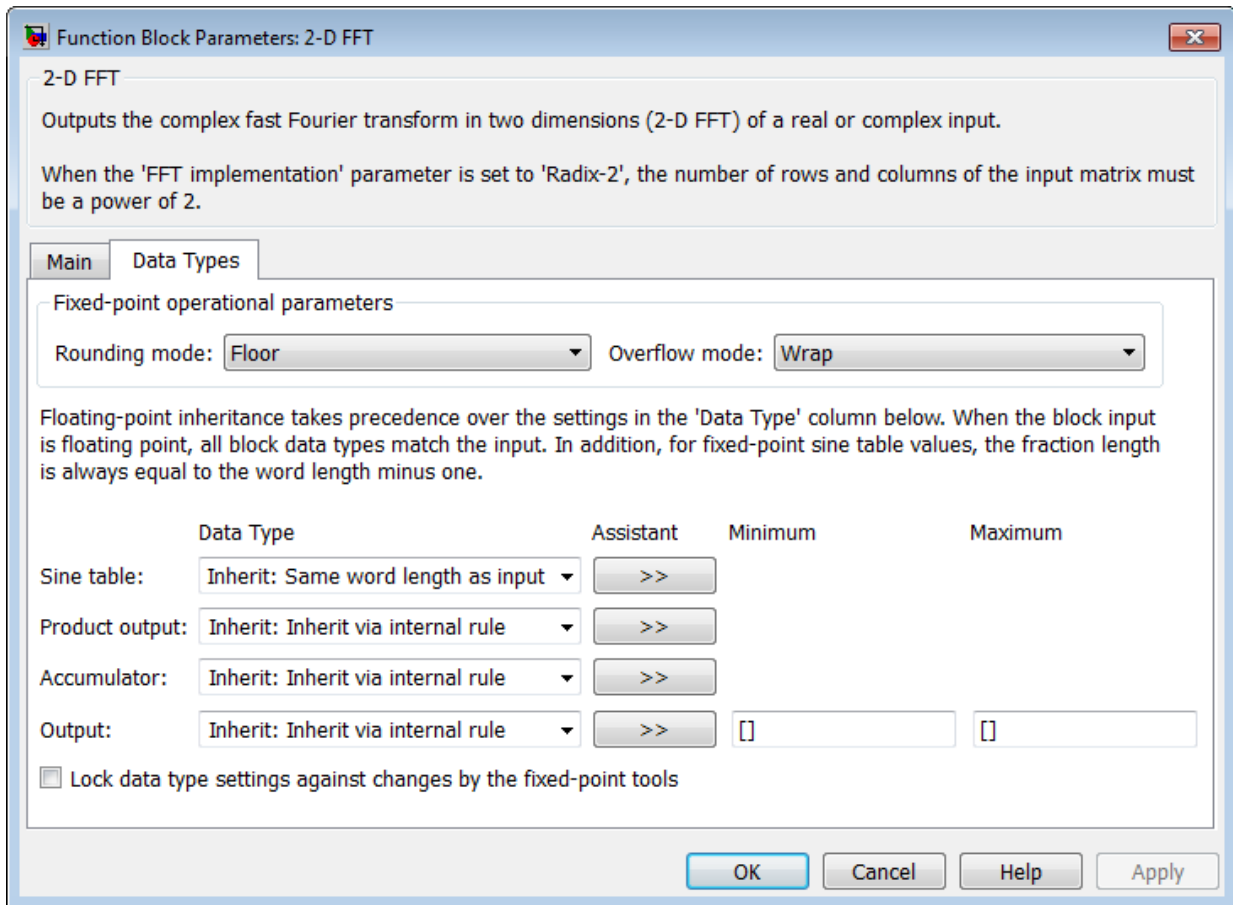 Function Block Parameters: 2-D FFT
2-D FFT
Outputs the complex fast Fourier transform in two dimensions (2-D FFT) of a real or complex input.
When the 'FFT implementation' parameter is set to 'Radix-2', the number of rows and columns of the input matrix must
be a power of 2.
Main Data Types
Fixed-point operational parameters
Rounding mode: Floor Overflow mode: Wrap
Floating-point inheritance takes precedence over the settings in the 'Data Type' column below. When the block input
is floating point, all block data types match the input. In addition, for fixed-point sine table values, the fraction length
is always equal to the word length minus one.
Data Type Assistant Minimum Maximum
Sine table: Inherit: Same word length as input >>
Product output: Inherit: Inherit via internal rule >>
Accumulator: Inherit: Inherit via internal rule >>
Output: Inherit: Inherit via internal rule >> [] []
Lock data type settings against changes by the fixed-point tools
OK Cancel Help Apply